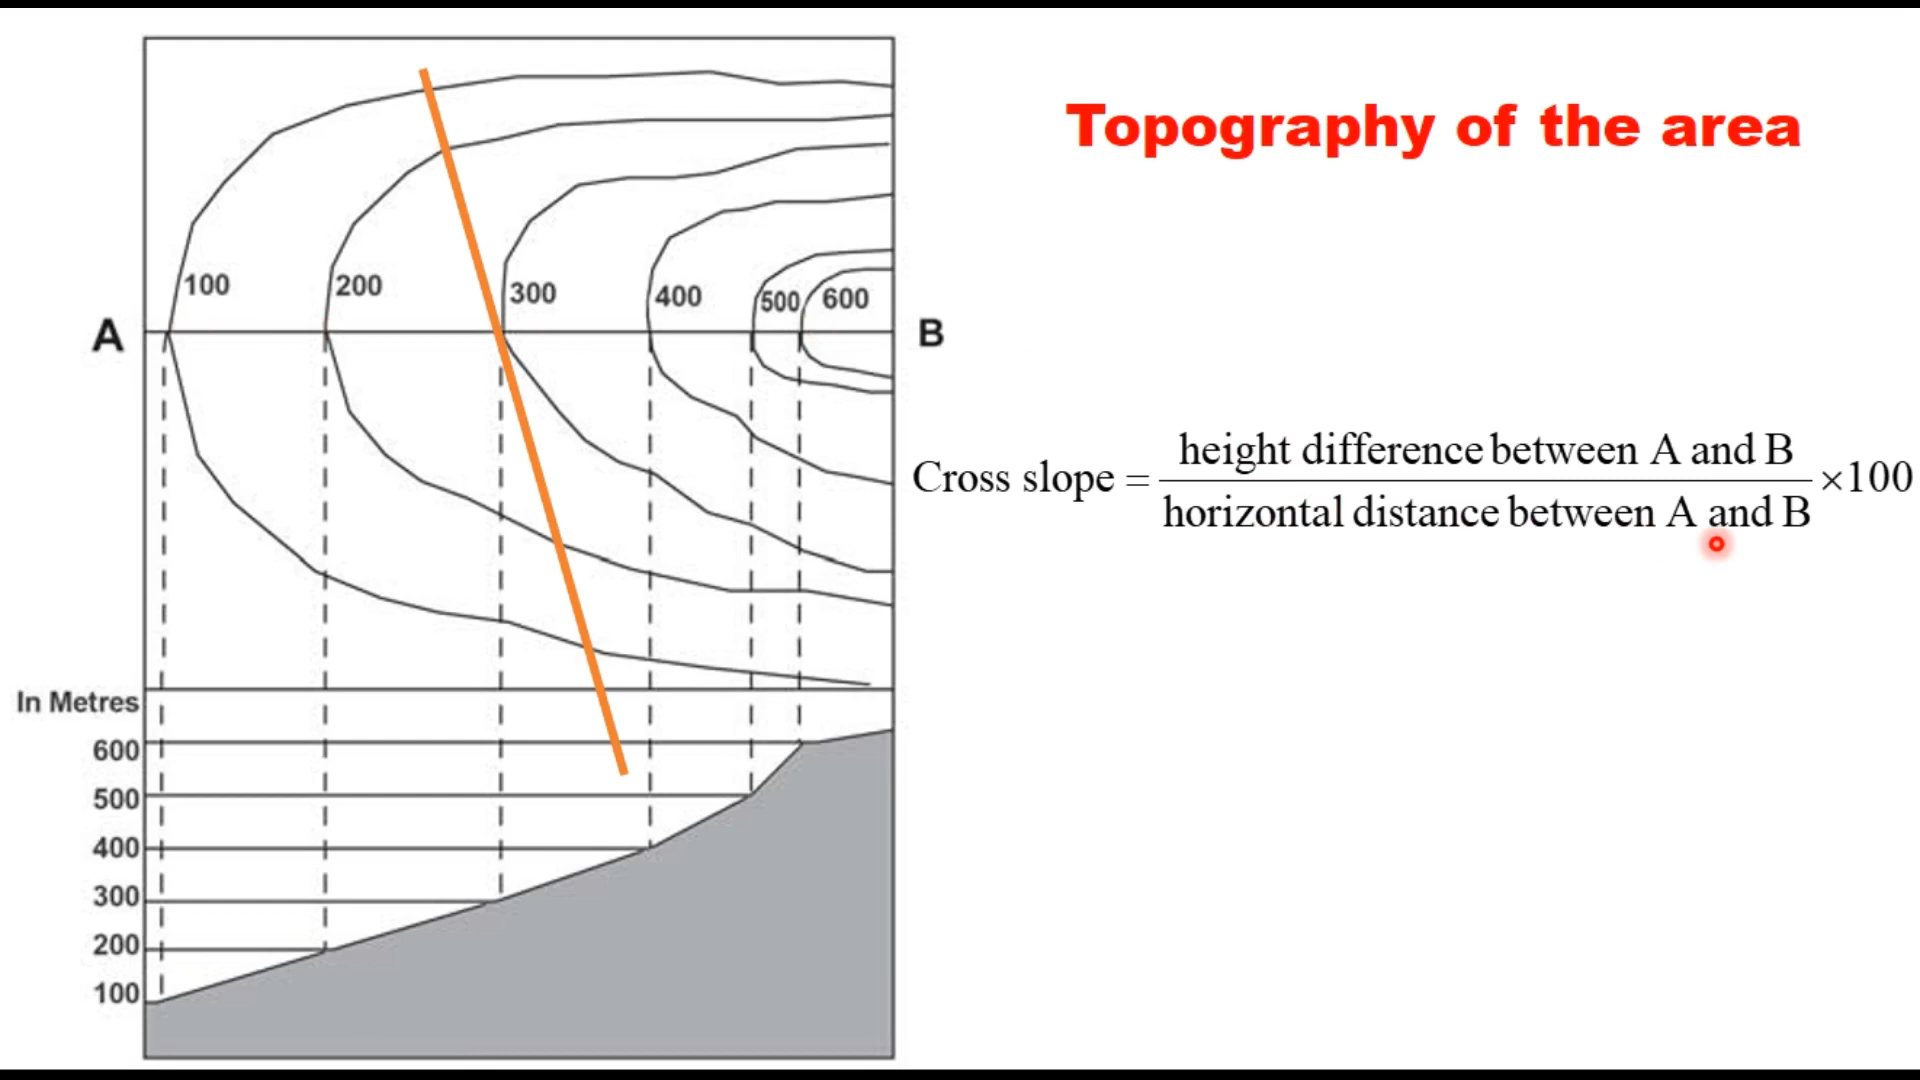 Topography of the area
100 200 300 400 500 600
A B
Cross slope = height difference between A and B / horizontal distance between A and B ×100
In Metres
600
500
400
300
200
100